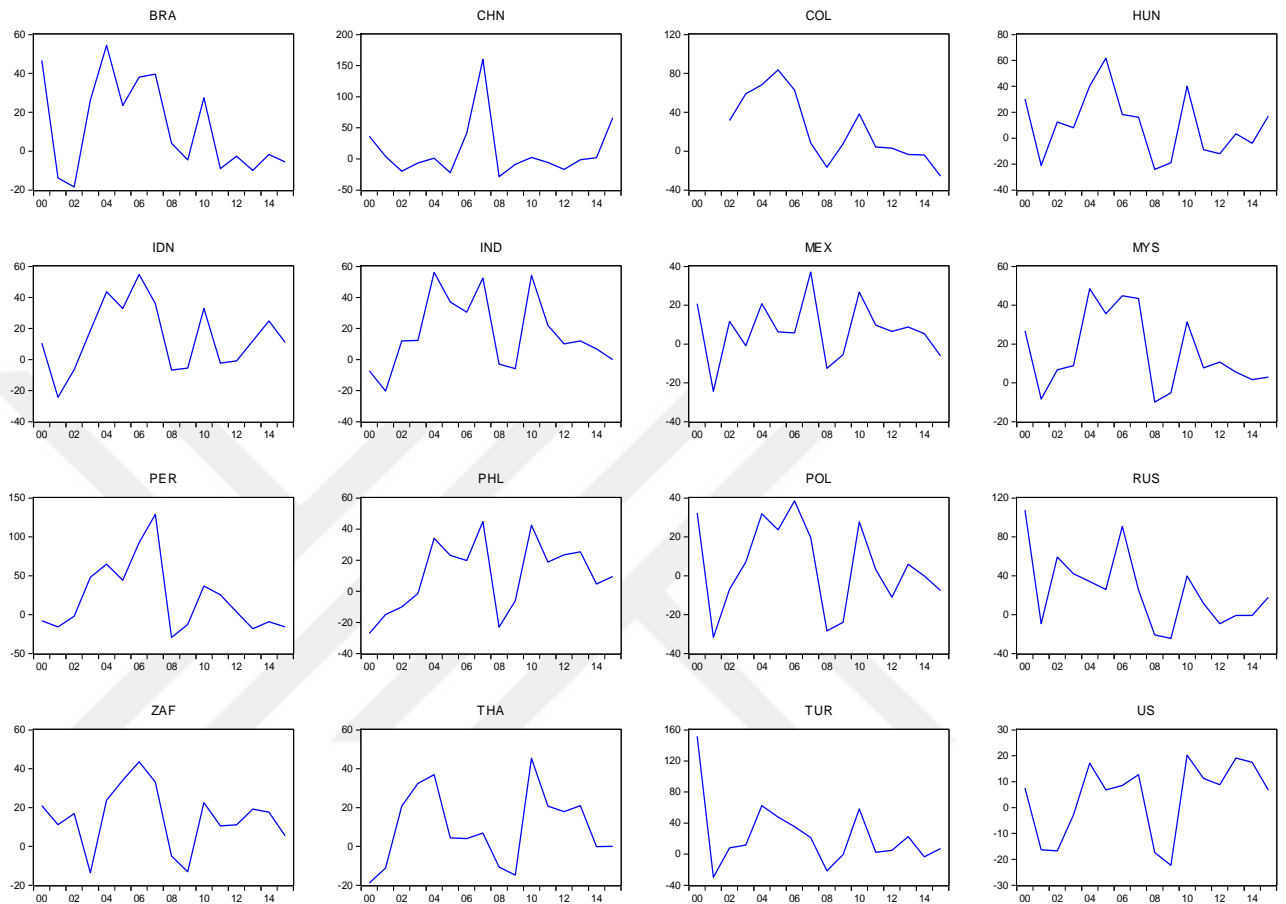 BRA CHN COL HUN
60 200 120 80
40 150 80 60
20 100 40 40
0 50 0 20
-20 0 -40 0
-50 -20
-40
00 02 04 06 08 10 12 14 00 02 04 06 08 10 12 14 00 02 04 06 08 10 12 14 00 02 04 06 08 10 12 14
IDN IND MEX MYS
60 60 40 60
40 40 20 40
20 20 0 20
0 0 -20 0
-20 -20 -40 -20
-40 -40
00 02 04 06 08 10 12 14 00 02 04 06 08 10 12 14 00 02 04 06 08 10 12 14 00 02 04 06 08 10 12 14
PER PHL POL RUS
150 60 40 120
100 40 20 80
50 20 0 40
0 0 -20 0
-50 -20 -40 -40
-40
00 02 04 06 08 10 12 14 00 02 04 06 08 10 12 14 00 02 04 06 08 10 12 14 00 02 04 06 08 10 12 14
ZAF THA TUR US
60 60 160 30
40 40 120 20
20 20 80 10
0 0 40 0
-20 -20 0 -10
-40 -20
-30
00 02 04 06 08 10 12 14 00 02 04 06 08 10 12 14 00 02 04 06 08 10 12 14 00 02 04 06 08 10 12 14